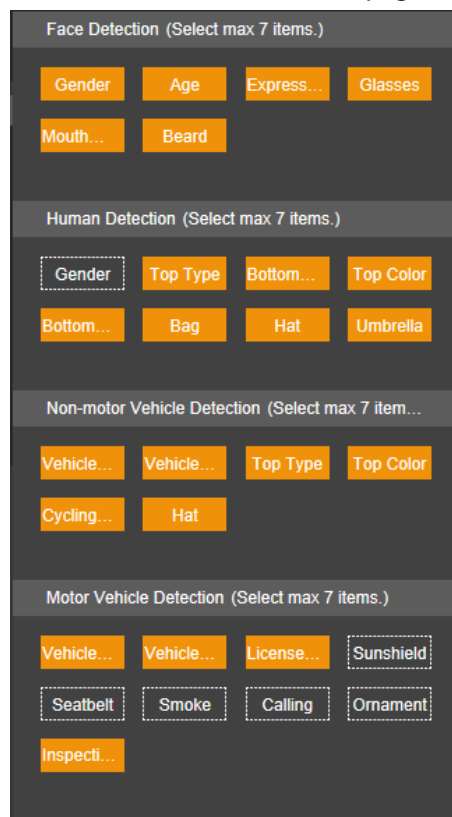 Face Detection (Select max 7 items.)
Gender Age Express... Glasses
Mouth... Beard
Human Detection (Select max 7 items.)
Gender Top Type Bottom... Top Color
Bottom... Bag Hat Umbrella
Non-motor Vehicle Detection (Select max 7 item...
Vehicle... Vehicle... Top Type Top Color
Cycling... Hat
Motor Vehicle Detection (Select max 7 items.)
Vehicle... Vehicle... License... Sunshield
Seatbelt Smoke Calling Ornament
Inspecti...